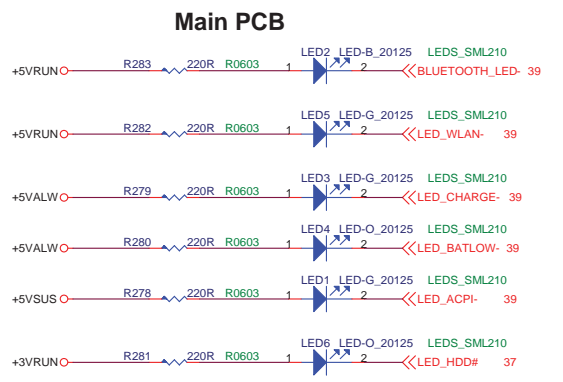 Main PCB
LED2 LED-B_20125 LEDS_SML210
+5VRUN R283 220R R0603 1 2 BLUETOOTH_LED- 39
LED5 LED-G_20125 LEDS_SML210
+5VRUN R282 220R R0603 1 2 LED_WLAN- 39
LED3 LED-G_20125 LEDS_SML210
+5VALW R279 220R R0603 1 2 LED_CHARGE- 39
LED4 LED-O_20125 LEDS_SML210
+5VALW R280 220R R0603 1 2 LED_BATLOW- 39
LED1 LED-G_20125 LEDS_SML210
+5VSUS R278 220R R0603 1 2 LED_ACPI- 39
LED6 LED-O_20125 LEDS_SML210
+3VRUN R281 220R R0603 1 2 LED_HDD# 37